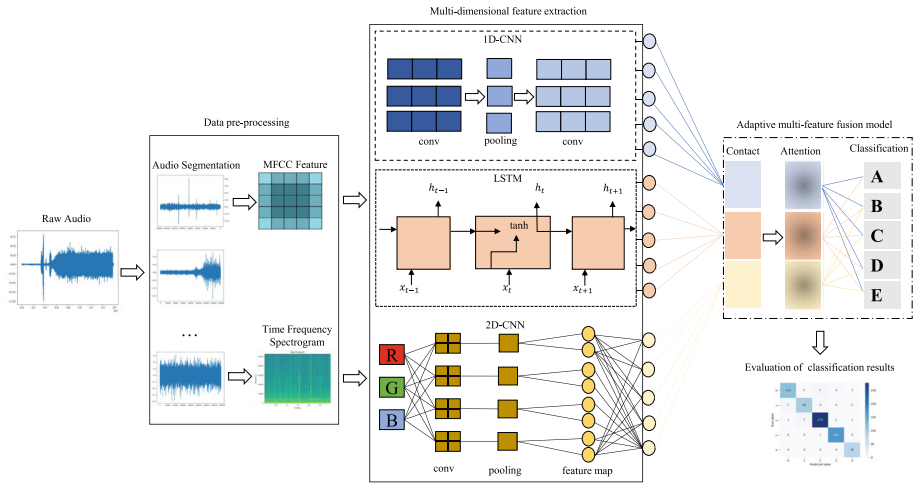 Multi-dimensional feature extraction
1D-CNN
conv
pooling
conv
Data pre-processing
Audio Segmentation
MFCC Feature
Raw Audio
...
Time Frequency
Spectrogram
LSTM
h_{t-1}
h_t
h_{t+1}
tanh
x_{t-1}
x_t
x_{t+1}
2D-CNN
R
G
B
conv
pooling
feature map
Adaptive multi-feature fusion model
Contact
Attention
Classification
A
B
C
D
E
Evaluation of classification results